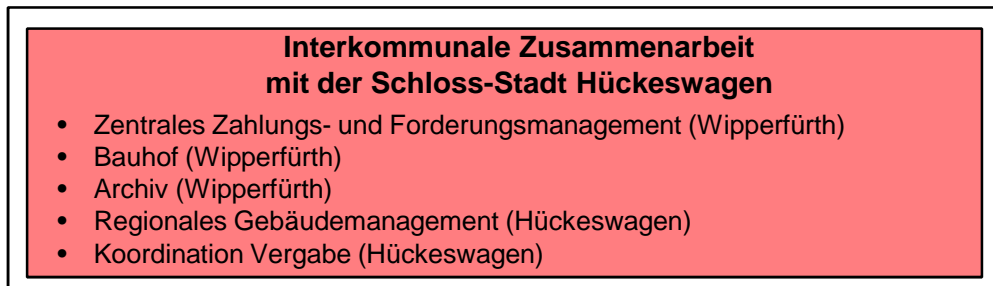 Interkommunale Zusammenarbeit
mit der Schloss-Stadt Hückeswagen
• Zentrales Zahlungs- und Forderungsmanagement (Wipperfürth)
• Bauhof (Wipperfürth)
• Archiv (Wipperfürth)
• Regionales Gebäudemanagement (Hückeswagen)
• Koordination Vergabe (Hückeswagen)